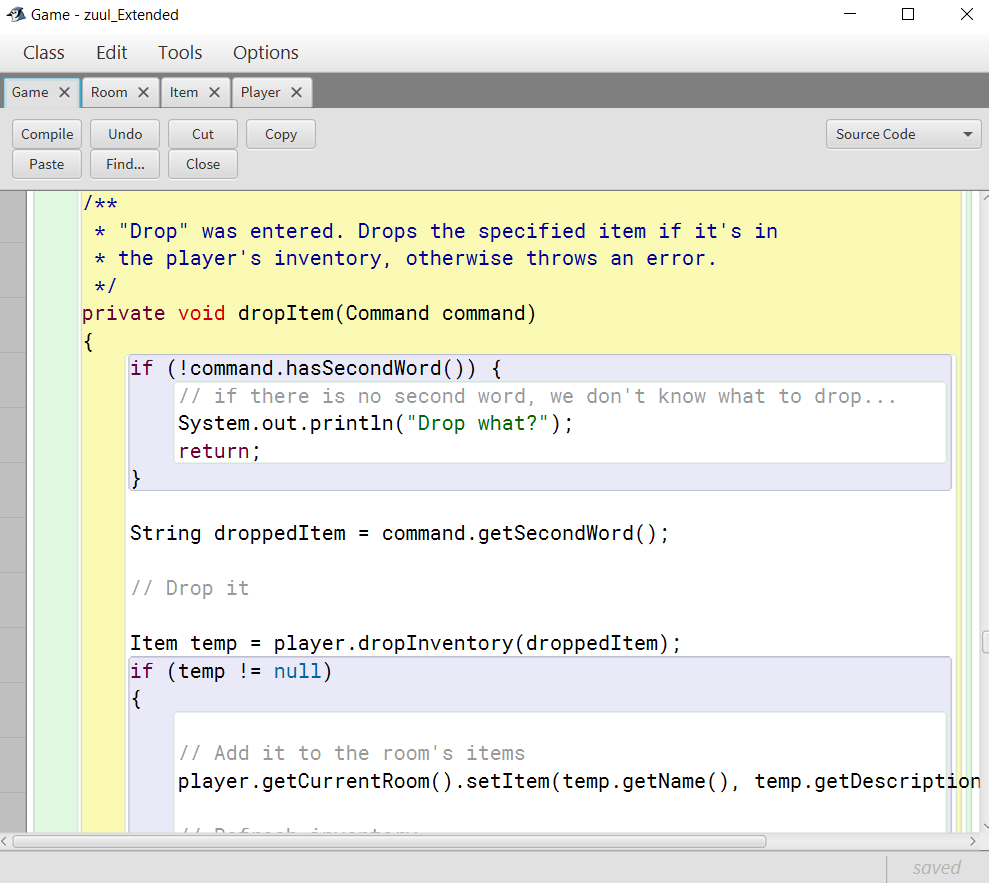 Game - zuul_Extended
Class Edit Tools Options
Game Room Item Player
Compile Undo Cut Copy Source Code
Paste Find... Close
/**
 * "Drop" was entered. Drops the specified item if it's in
 * the player's inventory, otherwise throws an error.
 */
private void dropItem(Command command)
{
if (!command.hasSecondWord()) {
// if there is no second word, we don't know what to drop...
System.out.println("Drop what?");
return;
}
String droppedItem = command.getSecondWord();
// Drop it
Item temp = player.dropInventory(droppedItem);
if (temp != null)
{
// Add it to the room's items
player.getCurrentRoom().setItem(temp.getName(), temp.getDescription
// Refresh inventory
saved